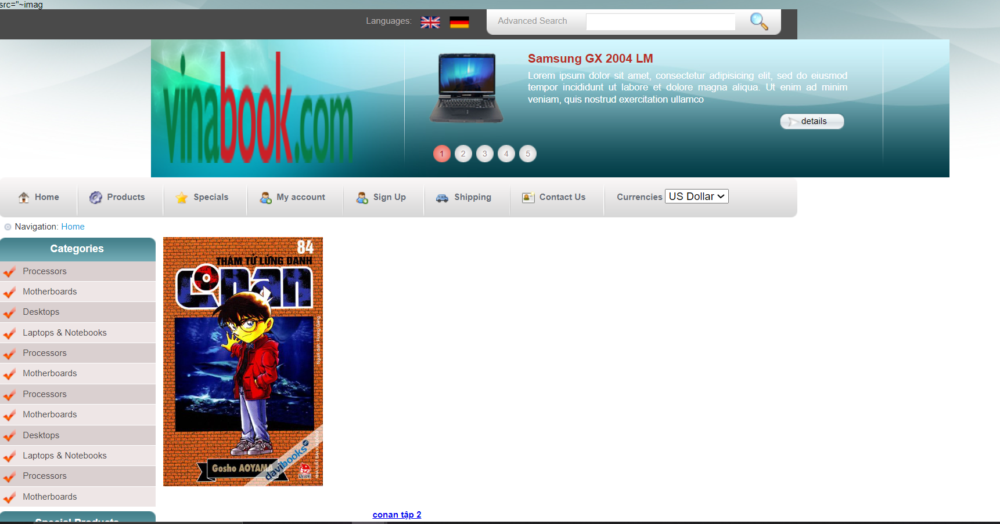 src="~imag
Languages:
Advanced Search
vinabook.com
Samsung GX 2004 LM
Lorem ipsum dolor sit amet, consectetur adipisicing elit, sed do eiusmod
tempor incididunt ut labore et dolore magna aliqua. Ut enim ad minim
veniam, quis nostrud exercitation ullamco
details
1 2 3 4 5
Home Products Specials My account Sign Up Shipping Contact Us Currencies US Dollar
Navigation: Home
Categories
Processors
Motherboards
Desktops
Laptops & Notebooks
Processors
Motherboards
Processors
Motherboards
Desktops
Laptops & Notebooks
Processors
Motherboards
Special Products
84
THÁM TỬ LỪNG DANH
conan
Gosho AOYAMA
davibooks
conan tập 2